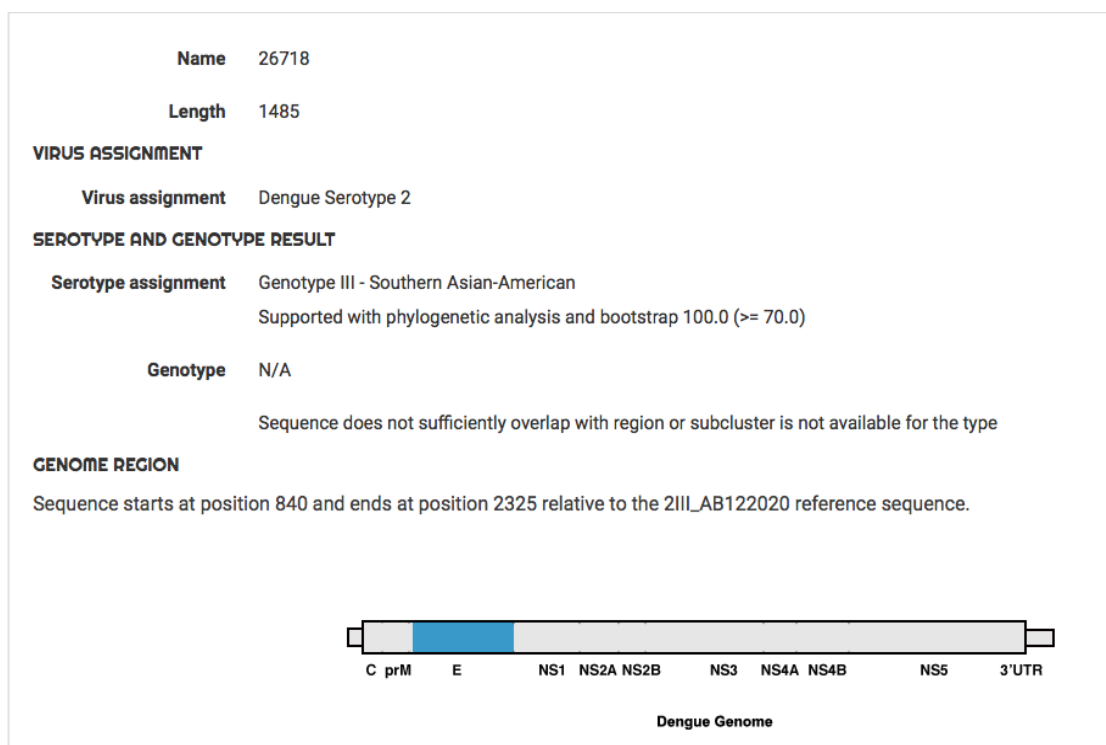 Name 26718
Length 1485
VIRUS ASSIGNMENT
Virus assignment Dengue Serotype 2
SEROTYPE AND GENOTYPE RESULT
Serotype assignment Genotype III - Southern Asian-American
Supported with phylogenetic analysis and bootstrap 100.0 (>= 70.0)
Genotype N/A
Sequence does not sufficiently overlap with region or subcluster is not available for the type
GENOME REGION
Sequence starts at position 840 and ends at position 2325 relative to the 2III_AB122020 reference sequence.
C prM E NS1 NS2A NS2B NS3 NS4A NS4B NS5 3'UTR
Dengue Genome